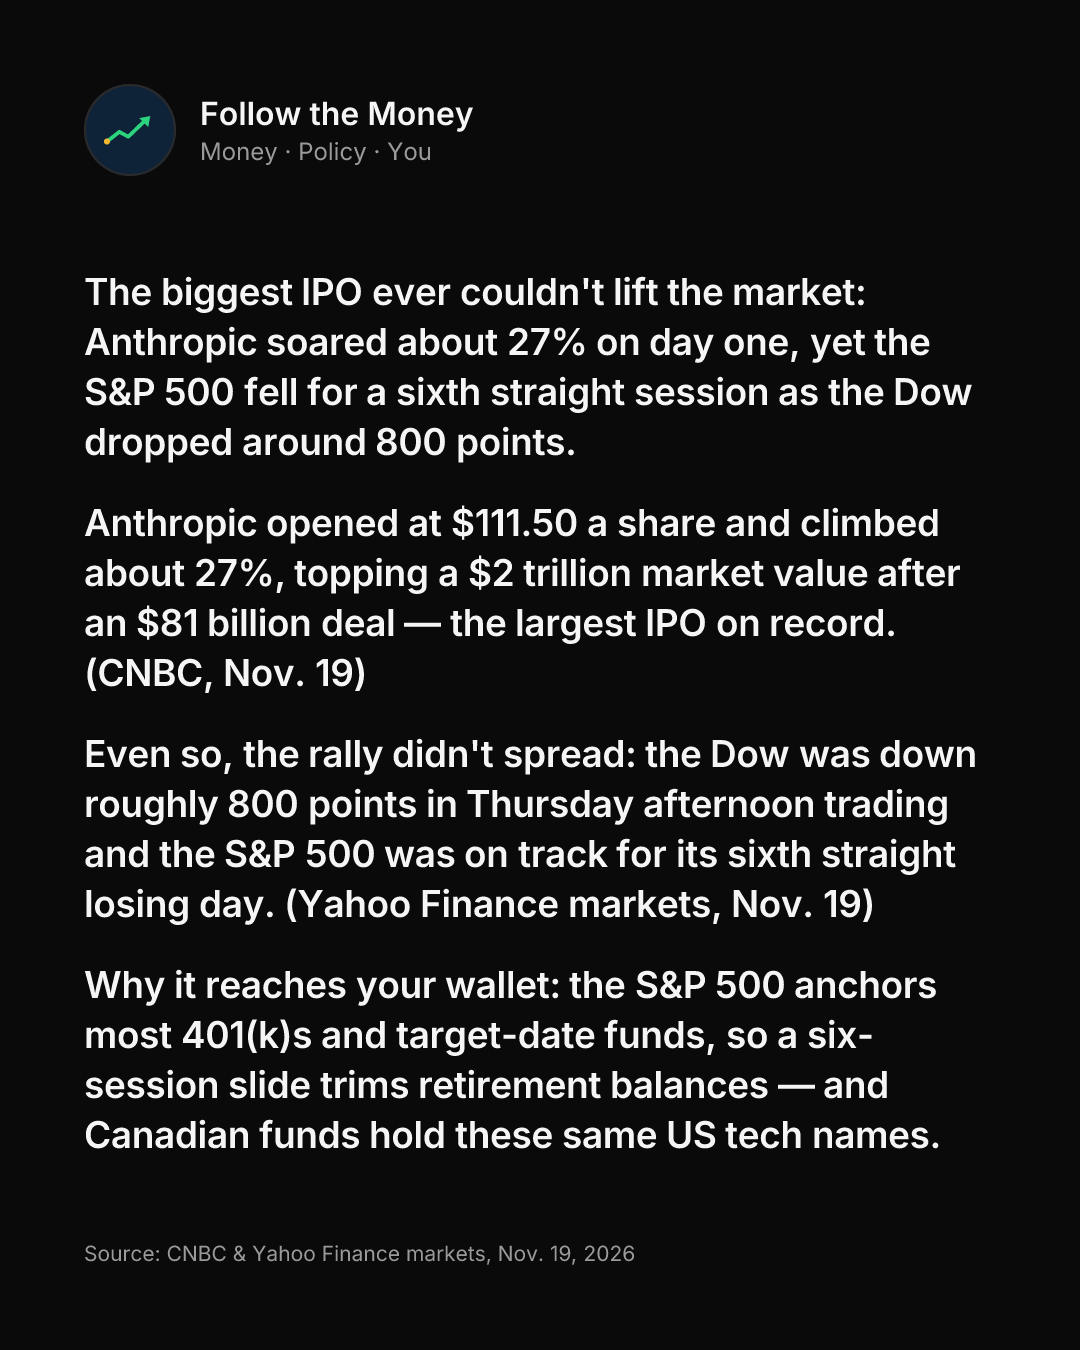 Follow the Money
Money · Policy · You
The biggest IPO ever couldn't lift the market:
Anthropic soared about 27% on day one, yet the
S&P 500 fell for a sixth straight session as the Dow
dropped around 800 points.
Anthropic opened at $111.50 a share and climbed
about 27%, topping a $2 trillion market value after
an $81 billion deal — the largest IPO on record.
(CNBC, Nov. 19)
Even so, the rally didn't spread: the Dow was down
roughly 800 points in Thursday afternoon trading
and the S&P 500 was on track for its sixth straight
losing day. (Yahoo Finance markets, Nov. 19)
Why it reaches your wallet: the S&P 500 anchors
most 401(k)s and target-date funds, so a six-
session slide trims retirement balances — and
Canadian funds hold these same US tech names.
Source: CNBC & Yahoo Finance markets, Nov. 19, 2026